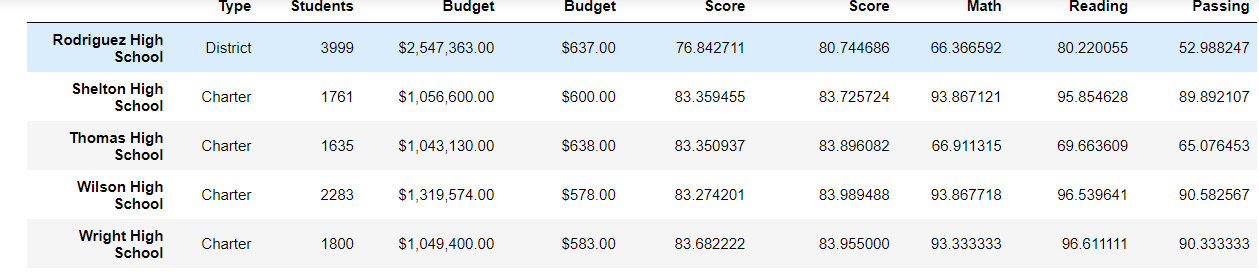 Type Students Budget Budget Score Score Math Reading Passing
Rodriguez High School District 3999 $2,547,363.00 $637.00 76.842711 80.744686 66.366592 80.220055 52.988247
Shelton High School Charter 1761 $1,056,600.00 $600.00 83.359455 83.725724 93.867121 95.854628 89.892107
Thomas High School Charter 1635 $1,043,130.00 $638.00 83.350937 83.896082 66.911315 69.663609 65.076453
Wilson High School Charter 2283 $1,319,574.00 $578.00 83.274201 83.989488 93.867718 96.539641 90.582567
Wright High School Charter 1800 $1,049,400.00 $583.00 83.682222 83.955000 93.333333 96.611111 90.333333